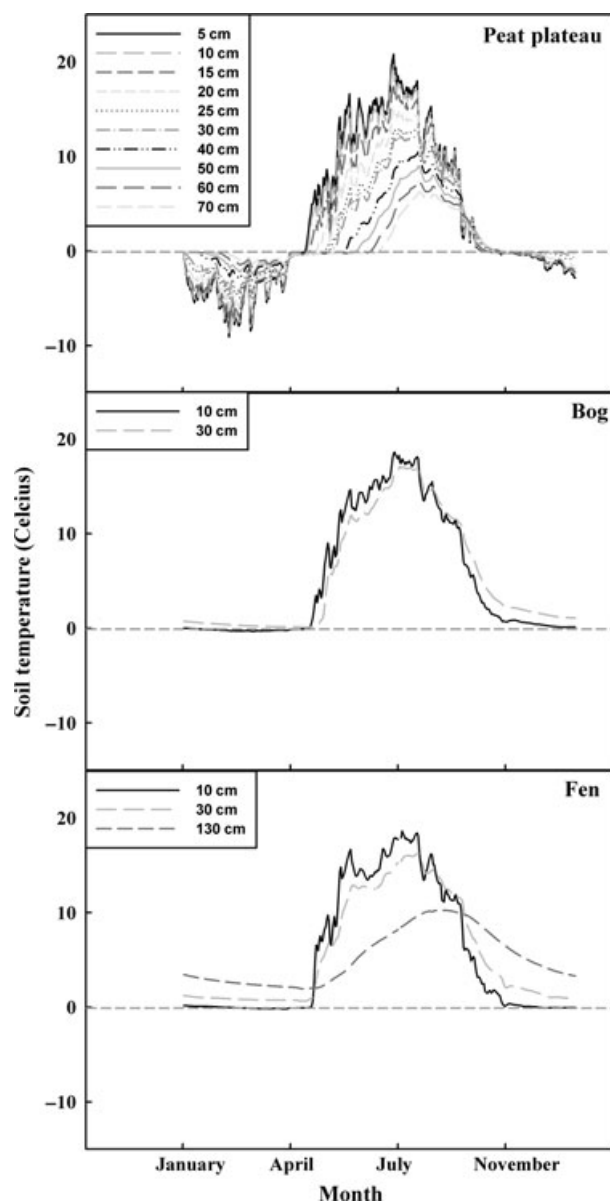 Peat plateau
5 cm
10 cm
15 cm
20 cm
25 cm
30 cm
40 cm
50 cm
60 cm
70 cm
20
10
0
–10
Bog
10 cm
30 cm
20
10
0
–10
Soil temperature (Celcius)
Fen
10 cm
30 cm
130 cm
20
10
0
–10
January April July November
Month